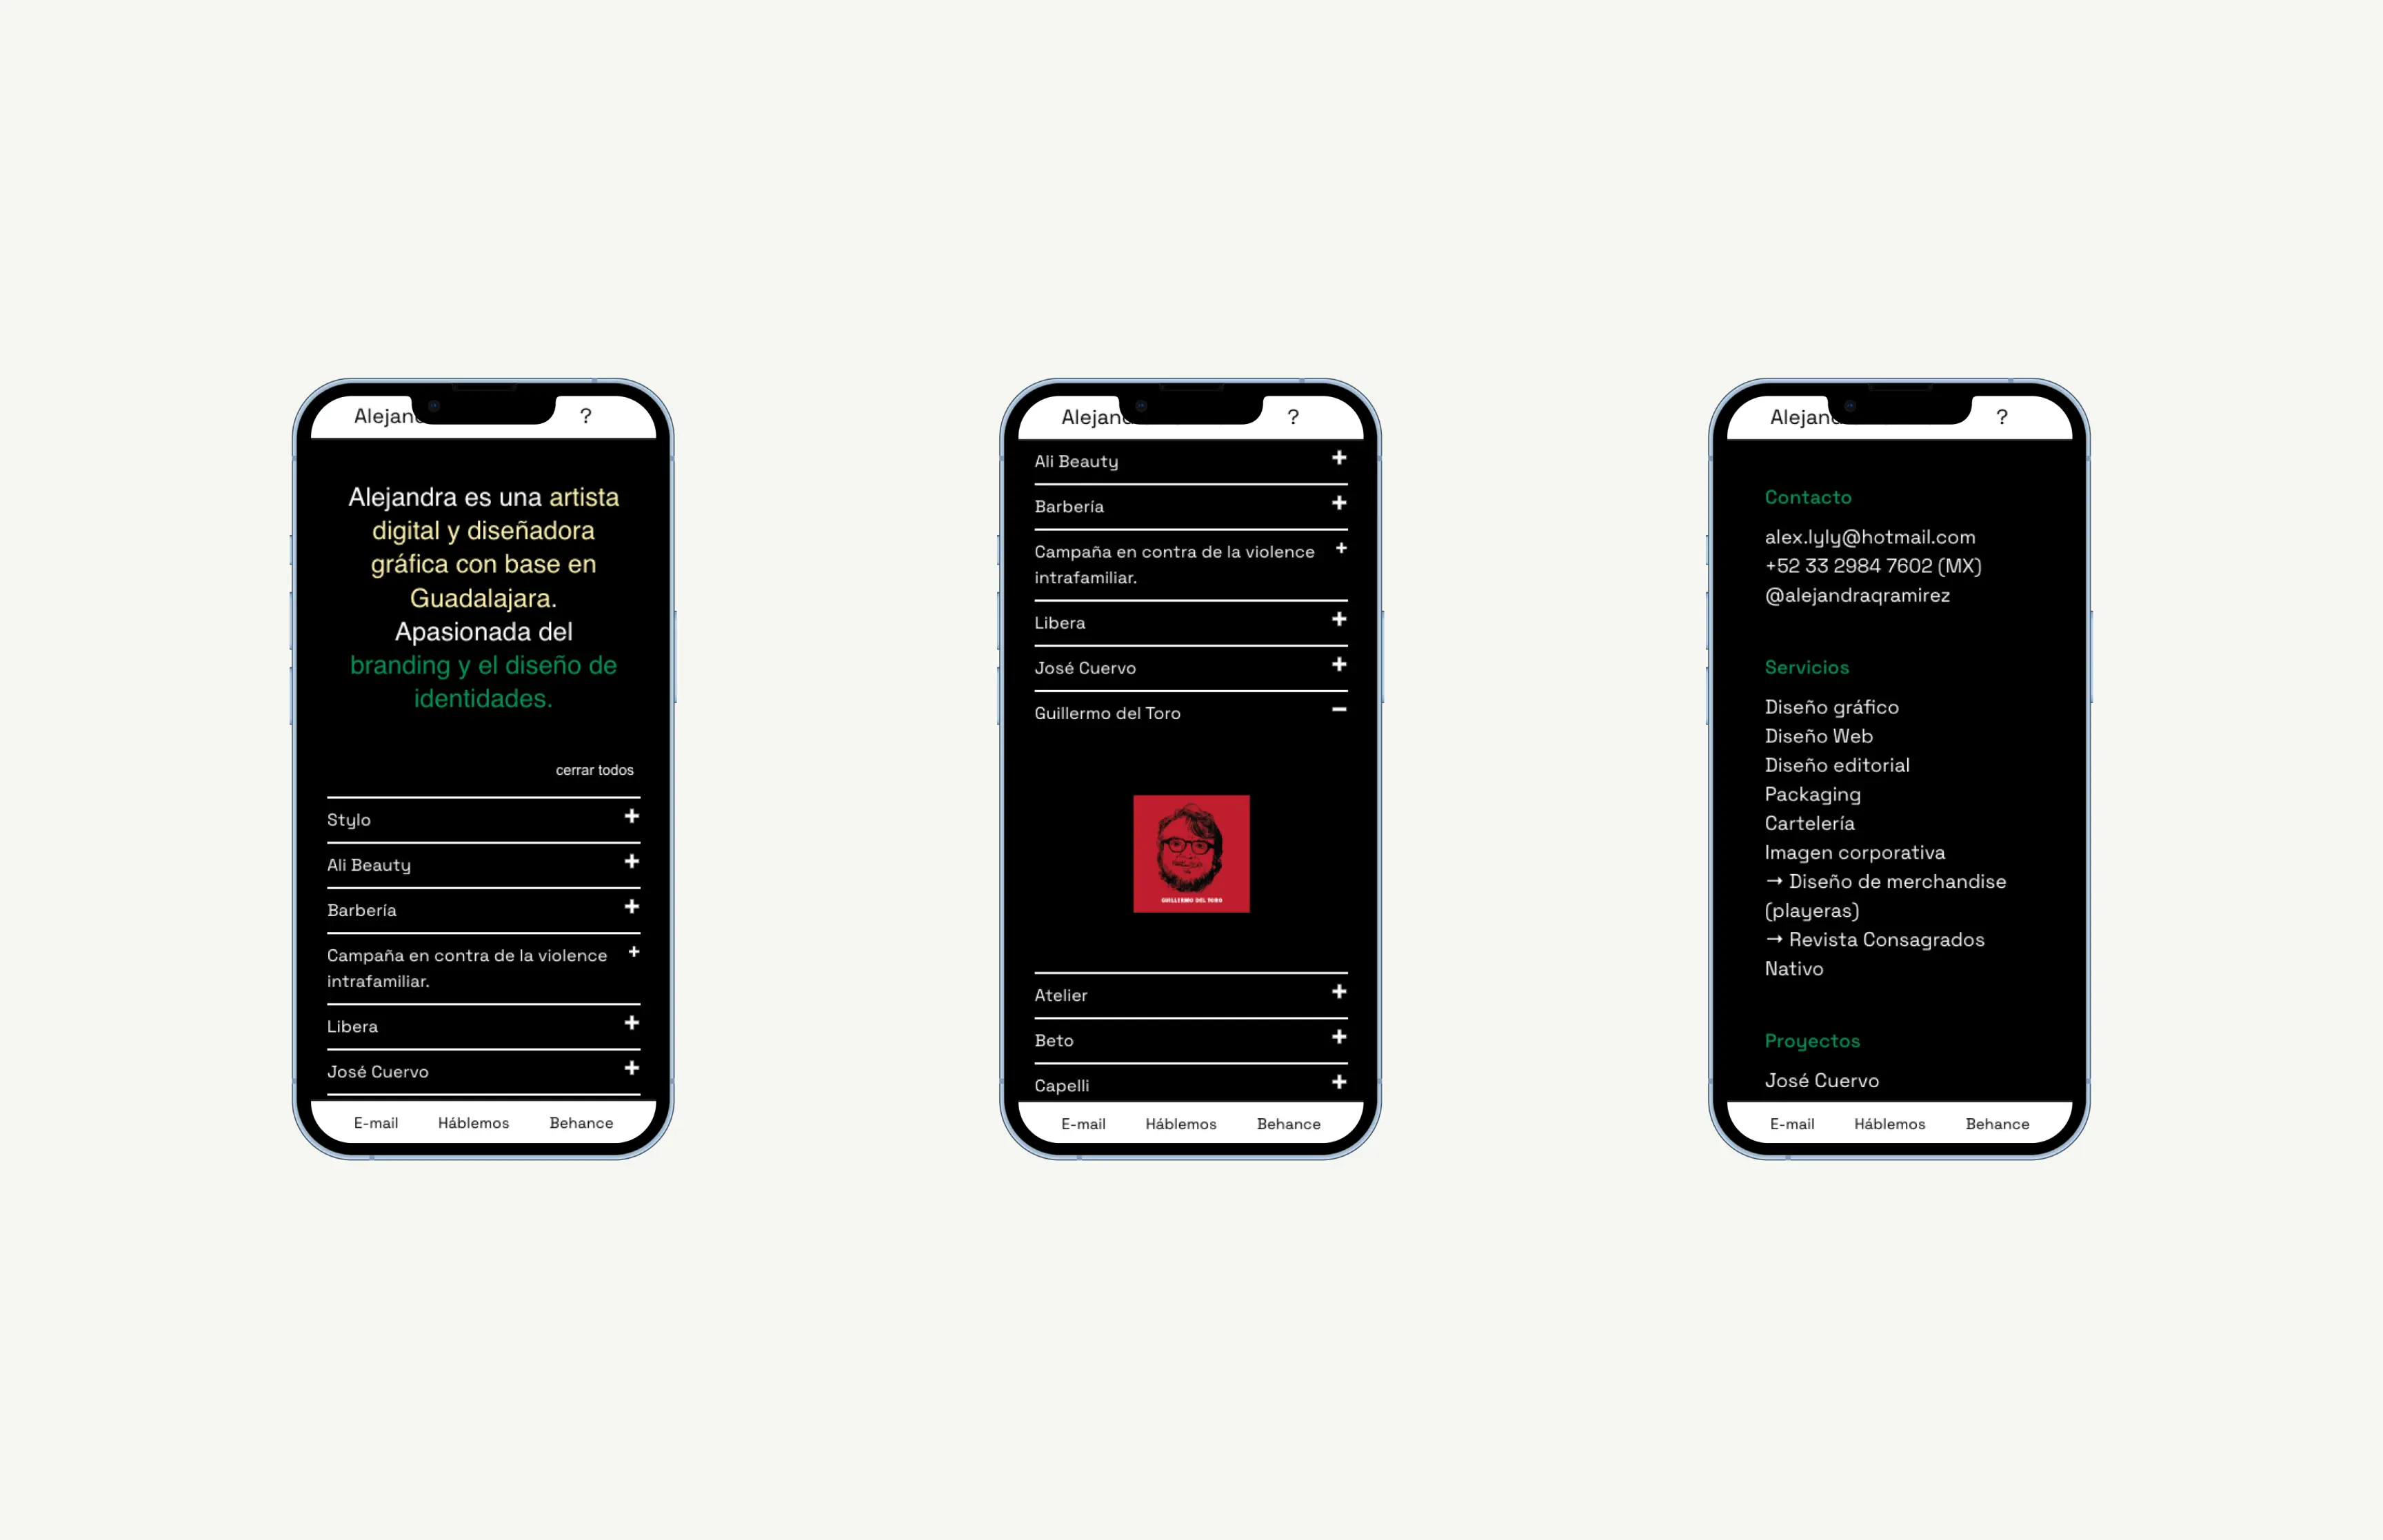 Alejan
?
Alejandra es una artista
digital y diseñadora
gráfica con base en
Guadalajara.
Apasionada del
branding y el diseño de
identidades.
cerrar todos
Stylo
Ali Beauty
Barbería
Campaña en contra de la violence
intrafamiliar.
Libera
José Cuervo
E-mail Háblemos Behance
Alejan
?
Ali Beauty
Barbería
Campaña en contra de la violence
intrafamiliar.
Libera
José Cuervo
Guillermo del Toro
GUILLERMO DEL TORO
Atelier
Beto
Capelli
E-mail Háblemos Behance
Alejan
?
Contacto
alex.lyly@hotmail.com
+52 33 2984 7602 (MX)
@alejandraqramirez
Servicios
Diseño gráfico
Diseño Web
Diseño editorial
Packaging
Cartelería
Imagen corporativa
→ Diseño de merchandise
(playeras)
→ Revista Consagrados
Nativo
Proyectos
José Cuervo
E-mail Háblemos Behance